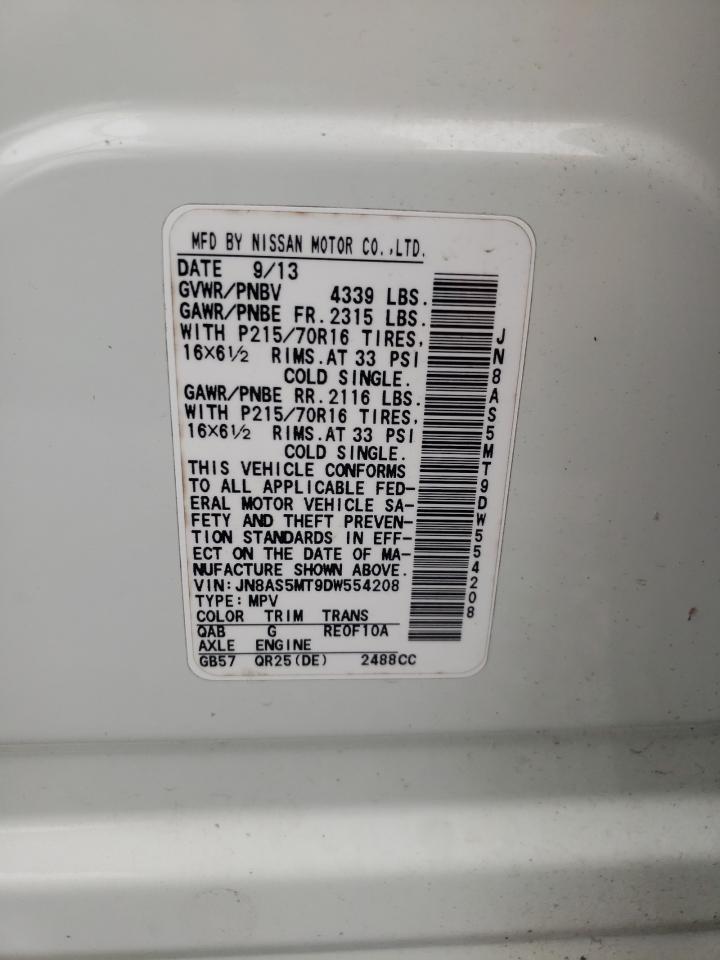 MFD BY NISSAN MOTOR CO.,LTD.
DATE 9/13
GVWR/PNBV 4339 LBS.
GAWR/PNBE FR. 2315 LBS.
WITH P215/70R16 TIRES,
16×6½ RIMS. AT 33 PSI
COLD SINGLE.
GAWR/PNBE RR. 2116 LBS.
WITH P215/70R16 TIRES,
16×6½ RIMS. AT 33 PSI
COLD SINGLE.
THIS VEHICLE CONFORMS
TO ALL APPLICABLE FED-
ERAL MOTOR VEHICLE SA-
FETY AND THEFT PREVEN-
TION STANDARDS IN EFF-
ECT ON THE DATE OF MA-
NUFACTURE SHOWN ABOVE.
VIN:JN8AS5MT9DW554208
TYPE: MPV
COLOR TRIM TRANS
QAB G RE0F10A
AXLE ENGINE
GB57 QR25(DE) 2488CC
JN8AS5MT9DW554208